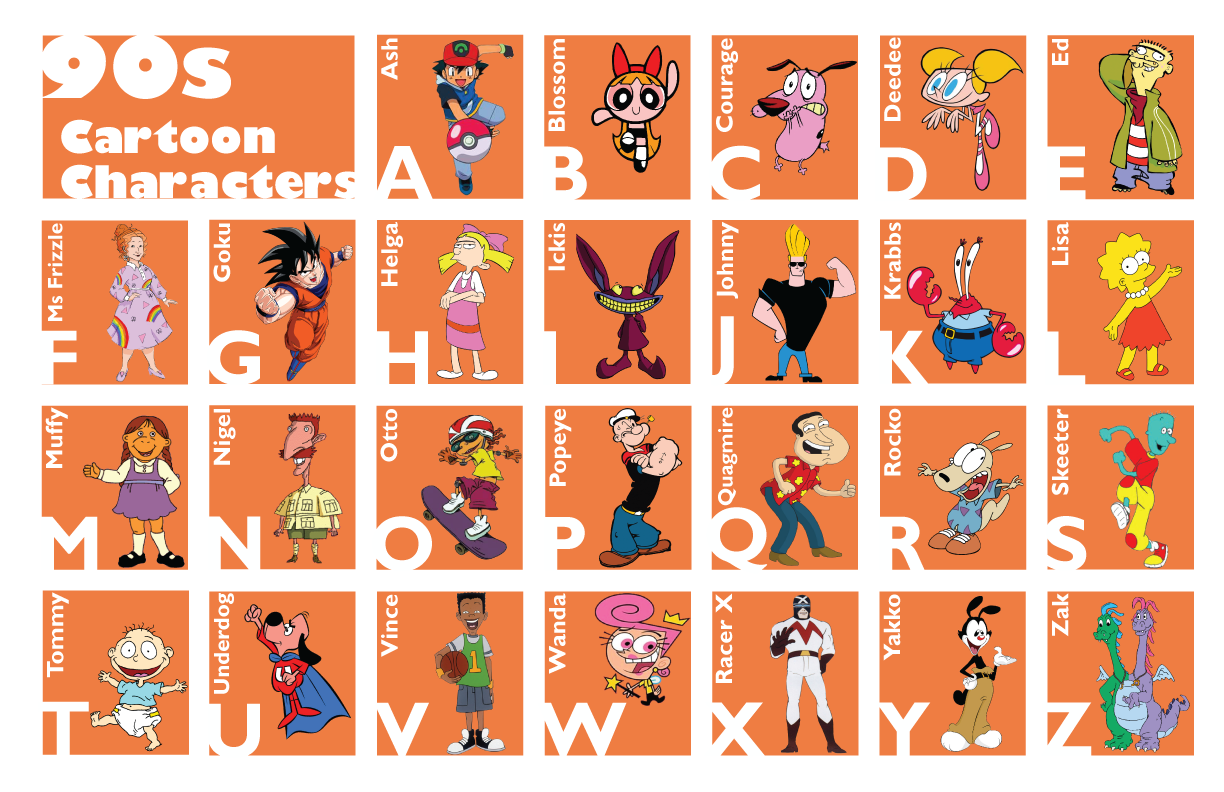 90s
Cartoon
Characters
Ash
A
Blossom
B
Courage
C
Deedee
D
Ed
E
Ms Frizzle
F
Goku
G
Helga
H
Ickis
I
Johnny
J
Krabbs
K
Lisa
L
Muffy
M
Nigel
N
Otto
O
Popeye
P
Quagmire
Q
Rocko
R
Skeeter
S
Tommy
T
Underdog
U
Vince
V
1
Wanda
W
Racer X
X
Yakko
Y
Zak
Z